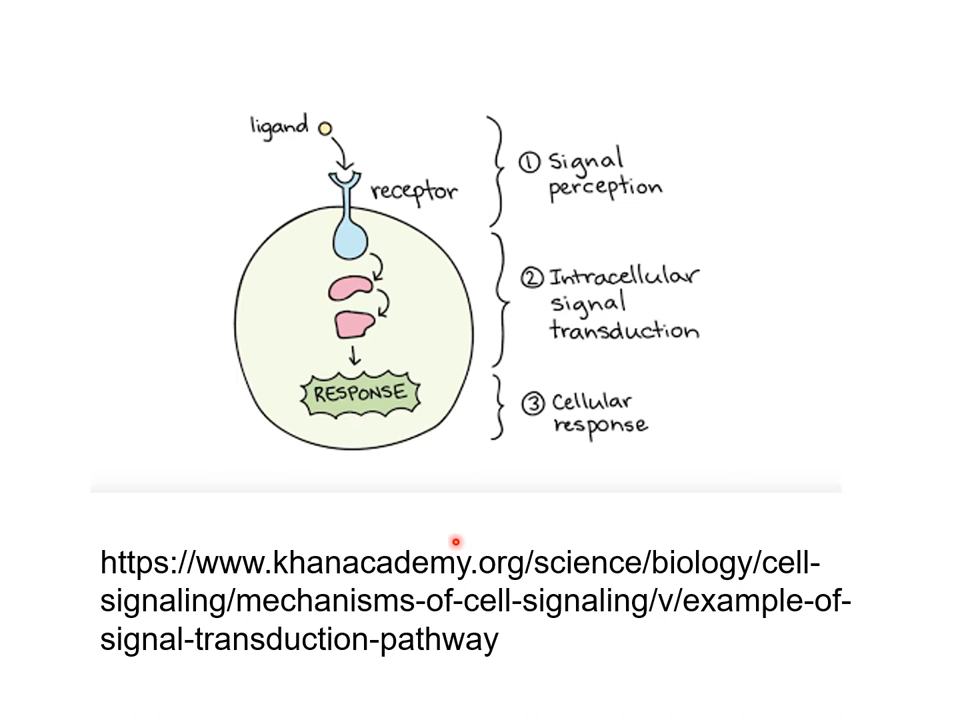 ligand
receptor
① Signal
perception
② Intracellular
signal
transduction
RESPONSE
③ Cellular
response
https://www.khanacademy.org/science/biology/cell-
signaling/mechanisms-of-cell-signaling/v/example-of-
signal-transduction-pathway